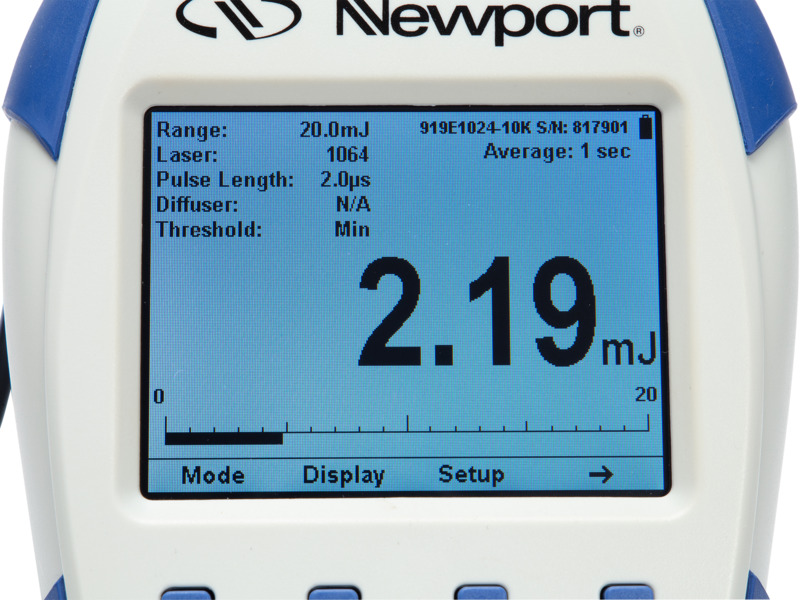 Newport®
Range: 20.0mJ
919E1024-10K S/N: 817901
Laser: 1064
Average: 1 sec
Pulse Length: 2.0µs
Diffuser: N/A
Threshold: Min
2.19 mJ
0 20
Mode Display Setup →